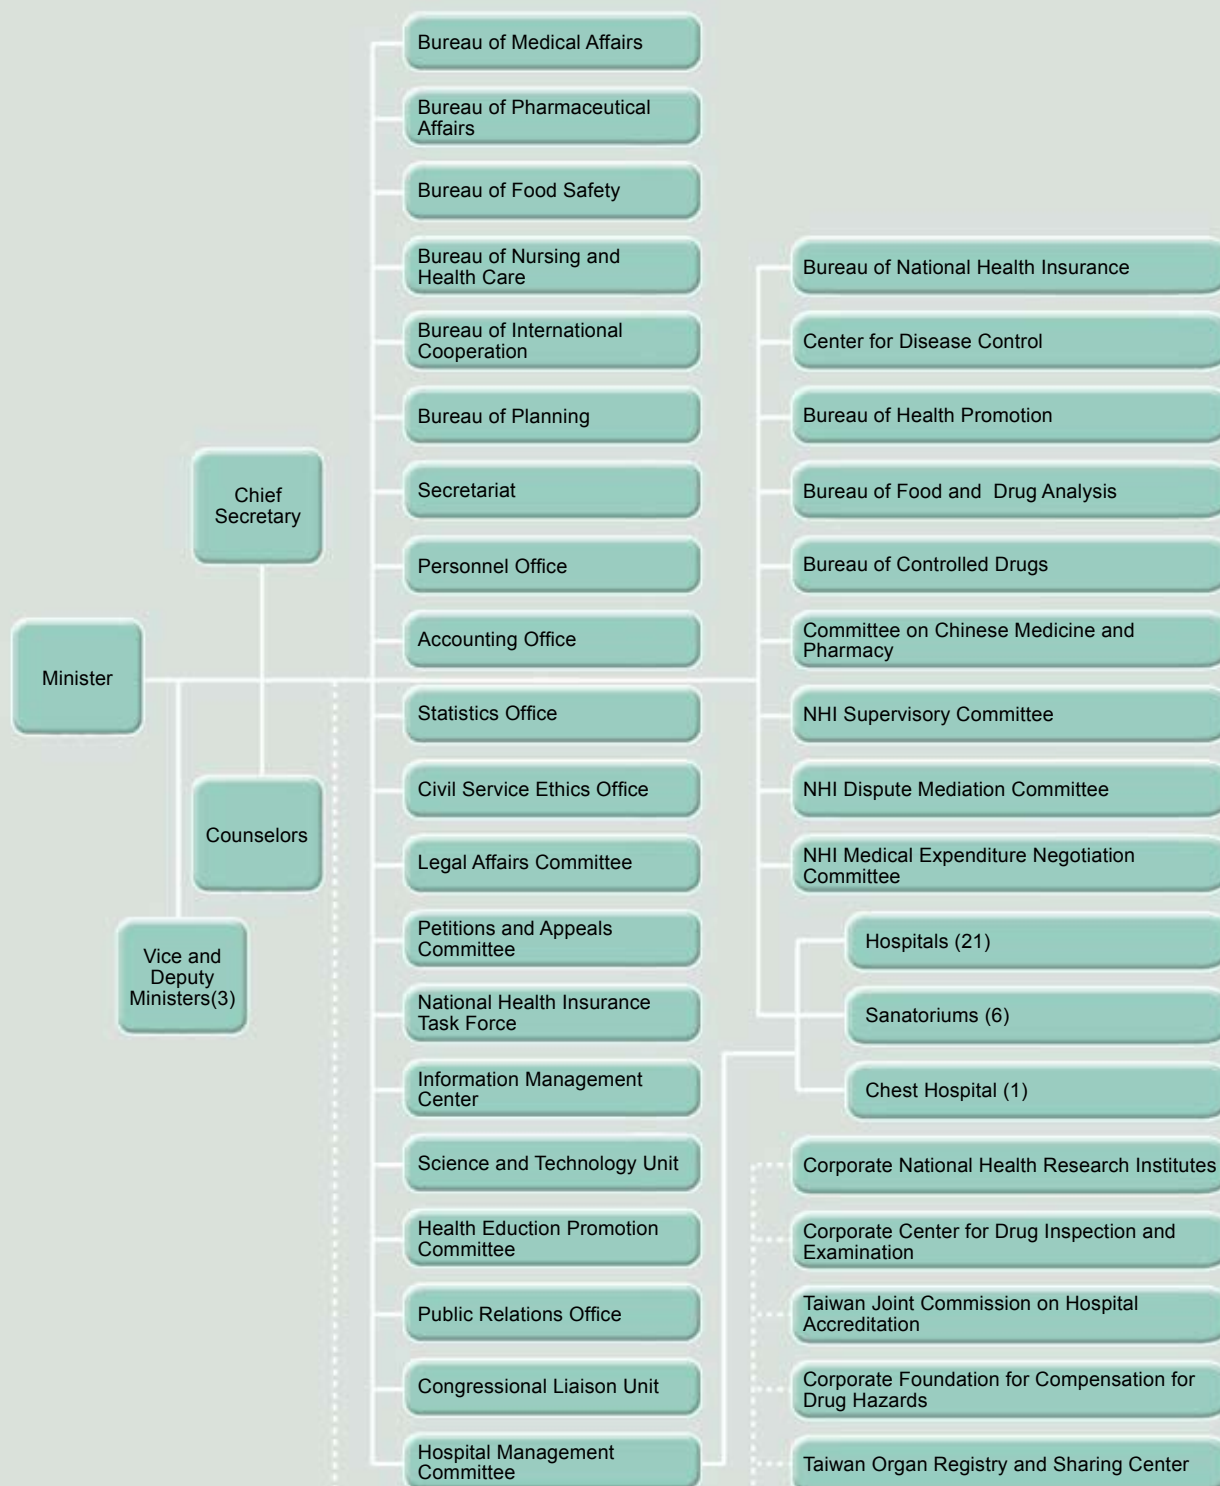 Minister
Chief
Secretary
Counselors
Vice and
Deputy
Ministers(3)
Bureau of Medical Affairs
Bureau of Pharmaceutical
Affairs
Bureau of Food Safety
Bureau of Nursing and
Health Care
Bureau of International
Cooperation
Bureau of Planning
Secretariat
Personnel Office
Accounting Office
Statistics Office
Civil Service Ethics Office
Legal Affairs Committee
Petitions and Appeals
Committee
National Health Insurance
Task Force
Information Management
Center
Science and Technology Unit
Health Eduction Promotion
Committee
Public Relations Office
Congressional Liaison Unit
Hospital Management
Committee
Bureau of National Health Insurance
Center for Disease Control
Bureau of Health Promotion
Bureau of Food and Drug Analysis
Bureau of Controlled Drugs
Committee on Chinese Medicine and
Pharmacy
NHI Supervisory Committee
NHI Dispute Mediation Committee
NHI Medical Expenditure Negotiation
Committee
Hospitals (21)
Sanatoriums (6)
Chest Hospital (1)
Corporate National Health Research Institutes
Corporate Center for Drug Inspection and
Examination
Taiwan Joint Commission on Hospital
Accreditation
Corporate Foundation for Compensation for
Drug Hazards
Taiwan Organ Registry and Sharing Center